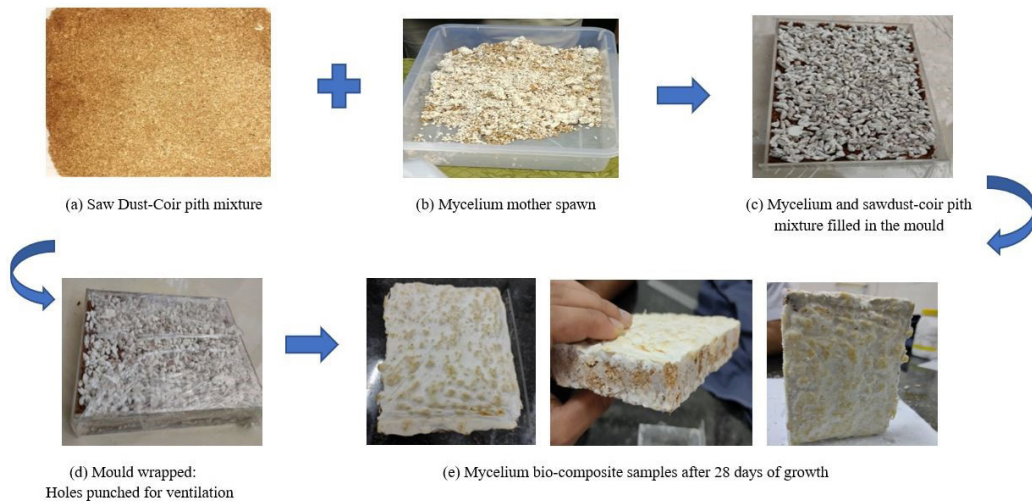 (a) Saw Dust-Coir pith mixture
(b) Mycelium mother spawn
(c) Mycelium and sawdust-coir pith
mixture filled in the mould
(d) Mould wrapped:
Holes punched for ventilation
(e) Mycelium bio-composite samples after 28 days of growth